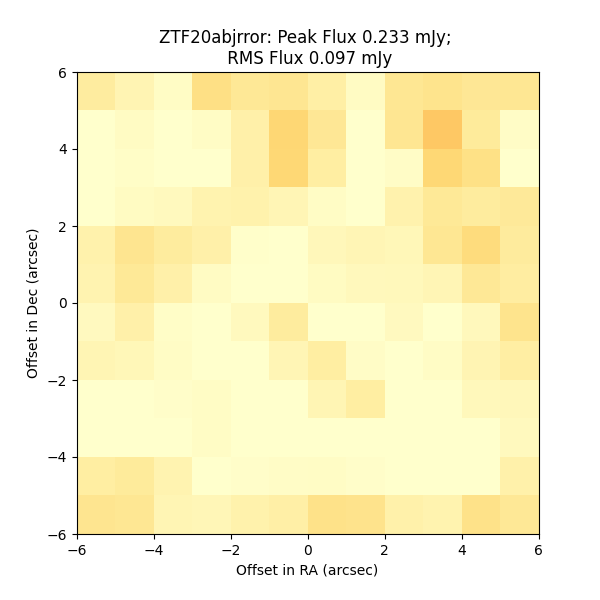 ZTF20abjrror: Peak Flux 0.233 mJy;
RMS Flux 0.097 mJy
6
4
2
0
−2
−4
−6
Offset in Dec (arcsec)
−6 −4 −2 0 2 4 6
Offset in RA (arcsec)